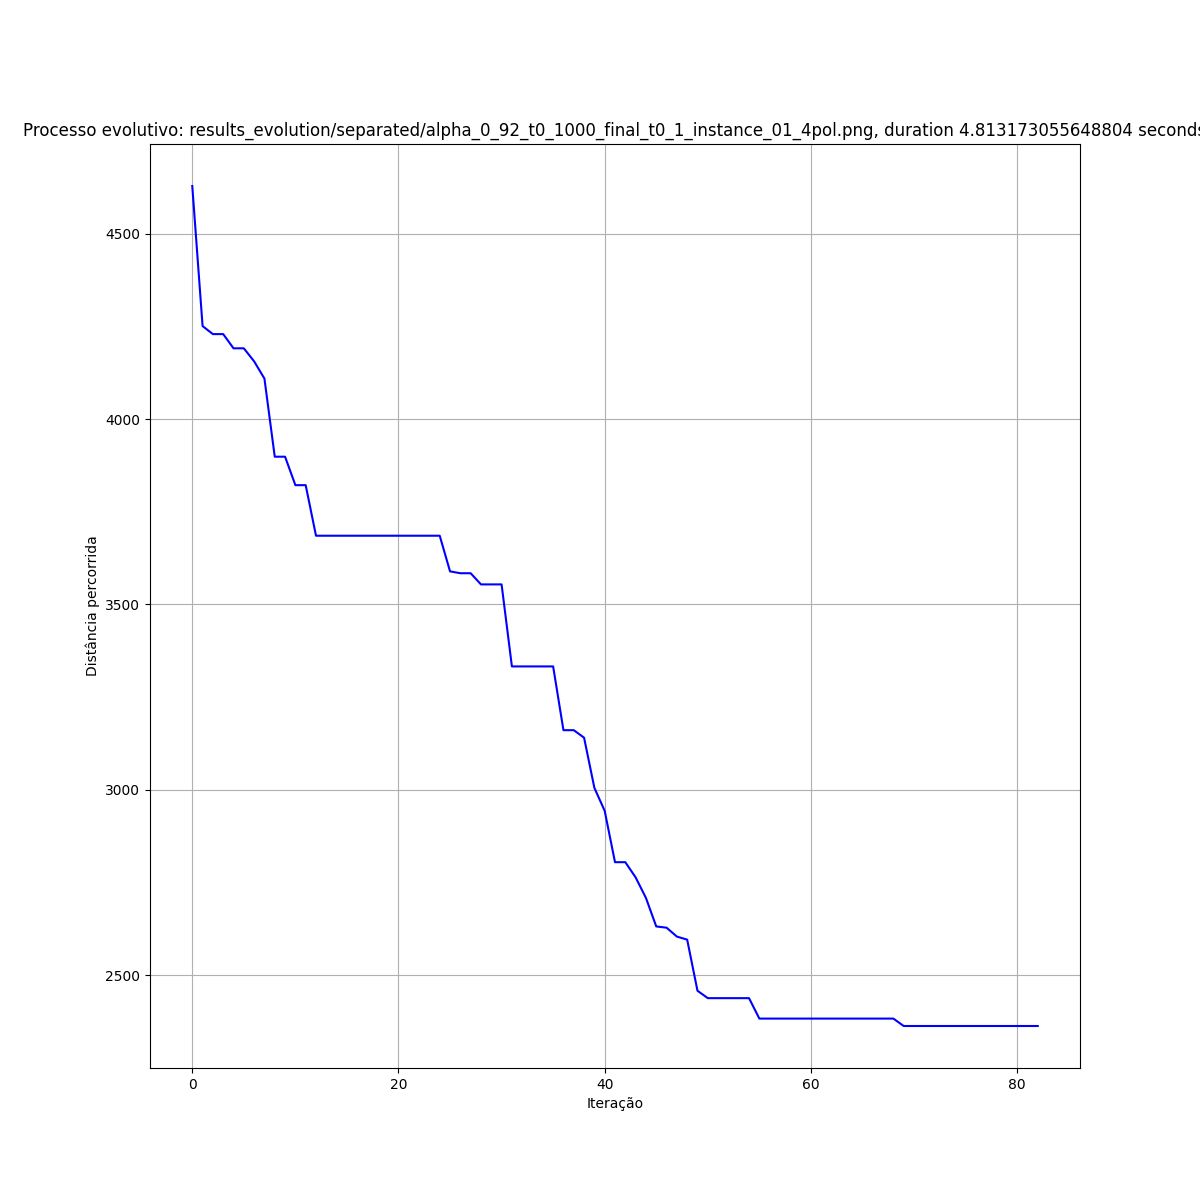 Processo evolutivo: results_evolution/separated/alpha_0_92_t0_1000_final_t0_1_instance_01_4pol.png, duration 4.813173055648804 seconds
4500
4000
3500
3000
2500
Distância percorrida
0 20 40 60 80
Iteração